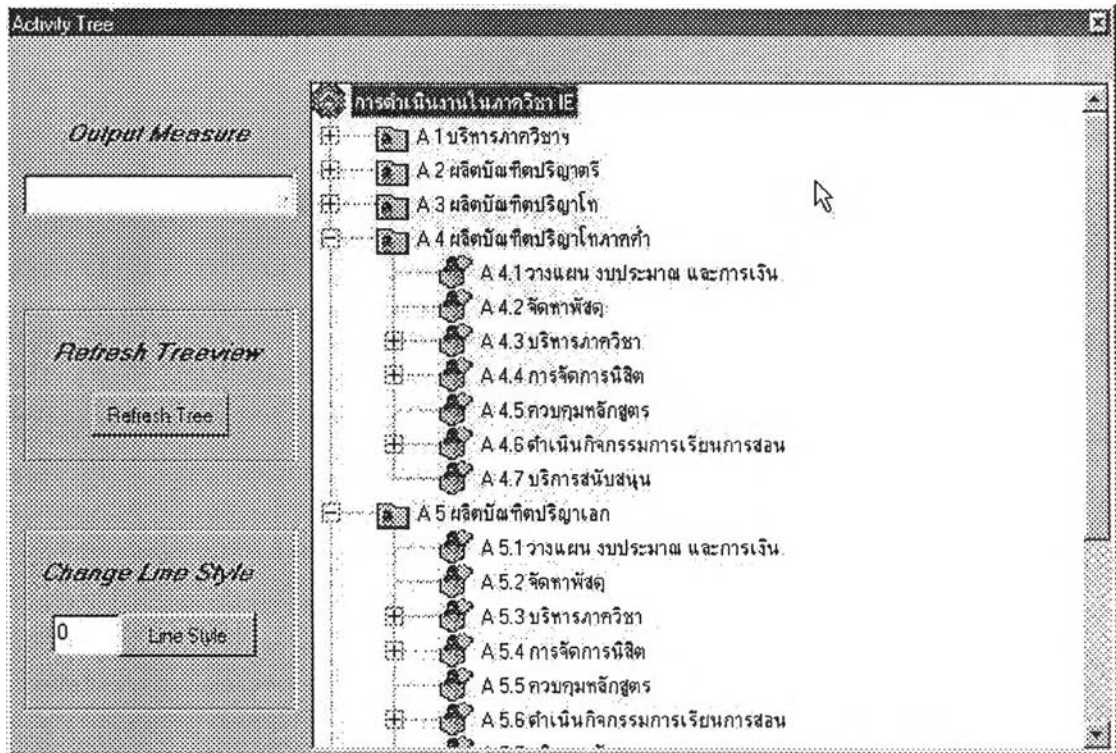 Activity Tree
Output Measure
Refresh Treeview
Refresh Tree
Change Line Style
0
Line Style
การดำเนินงานในภาควิชา IE
A 1 บริหารภาควิชาฯ
A 2 ผลิตบัณฑิตปริญาตรี
A 3 ผลิตบัณฑิตปริญาโท
A 4 ผลิตบัณฑิตปริญาโทภาคค่ำ
A 4.1 วางแผน งบประมาณ และการเงิน
A 4.2 จัดหาพัสดุ
A 4.3 บริหารภาควิชา
A 4.4 การจัดการนิสิต
A 4.5 ควบคุมหลักสูตร
A 4.6 ดำเนินกิจกรรมการเรียนการสอน
A 4.7 บริการสนับสนุน
A 5 ผลิตบัณฑิตปริญาเอก
A 5.1 วางแผน งบประมาณ และการเงิน
A 5.2 จัดหาพัสดุ
A 5.3 บริหารภาควิชา
A 5.4 การจัดการนิสิต
A 5.5 ควบคุมหลักสูตร
A 5.6 ดำเนินกิจกรรมการเรียนการสอน